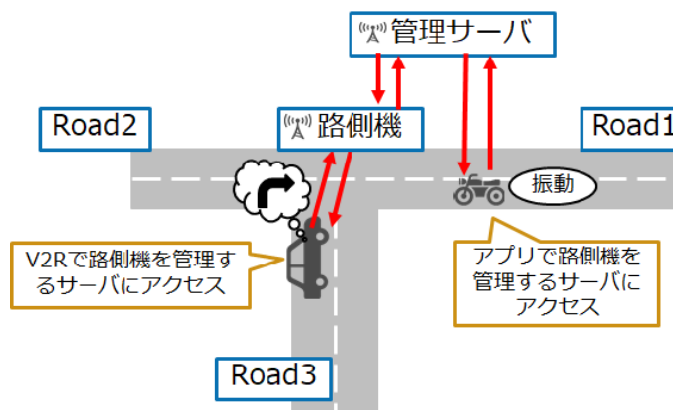 管理サーバ
Road2
路側機
Road1
振動
V2Rで路側機を管理す
るサーバにアクセス
アプリで路側機を
管理するサーバに
アクセス
Road3